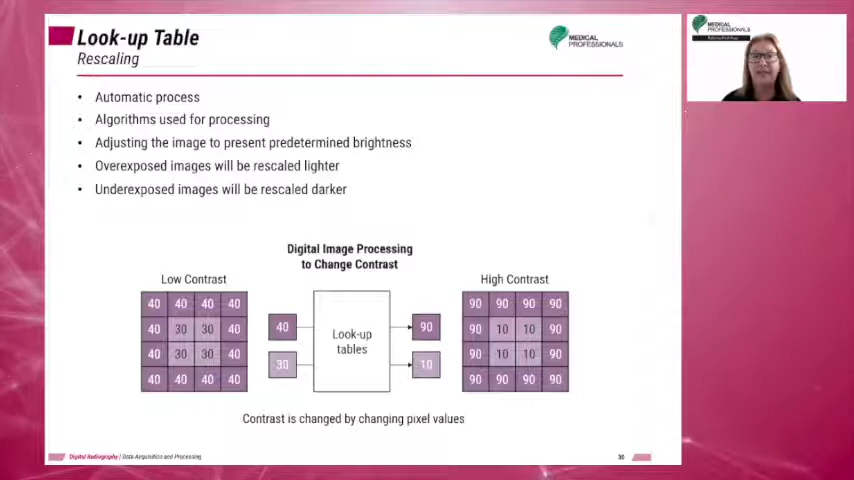 Look-up Table
Rescaling
MEDICAL
PROFESSIONALS
MEDICAL
PROFESSIONALS
• Automatic process
• Algorithms used for processing
• Adjusting the image to present predetermined brightness
• Overexposed images will be rescaled lighter
• Underexposed images will be rescaled darker
Digital Image Processing
to Change Contrast
Low Contrast
High Contrast
40 40 40 40
40 30 30 40
40 30 30 40
40 40 40 40
40
30
Look-up
tables
90
10
90 90 90 90
90 10 10 90
90 10 10 90
90 90 90 90
Contrast is changed by changing pixel values
Digital Radiography | Data Acquisition and Processing
30